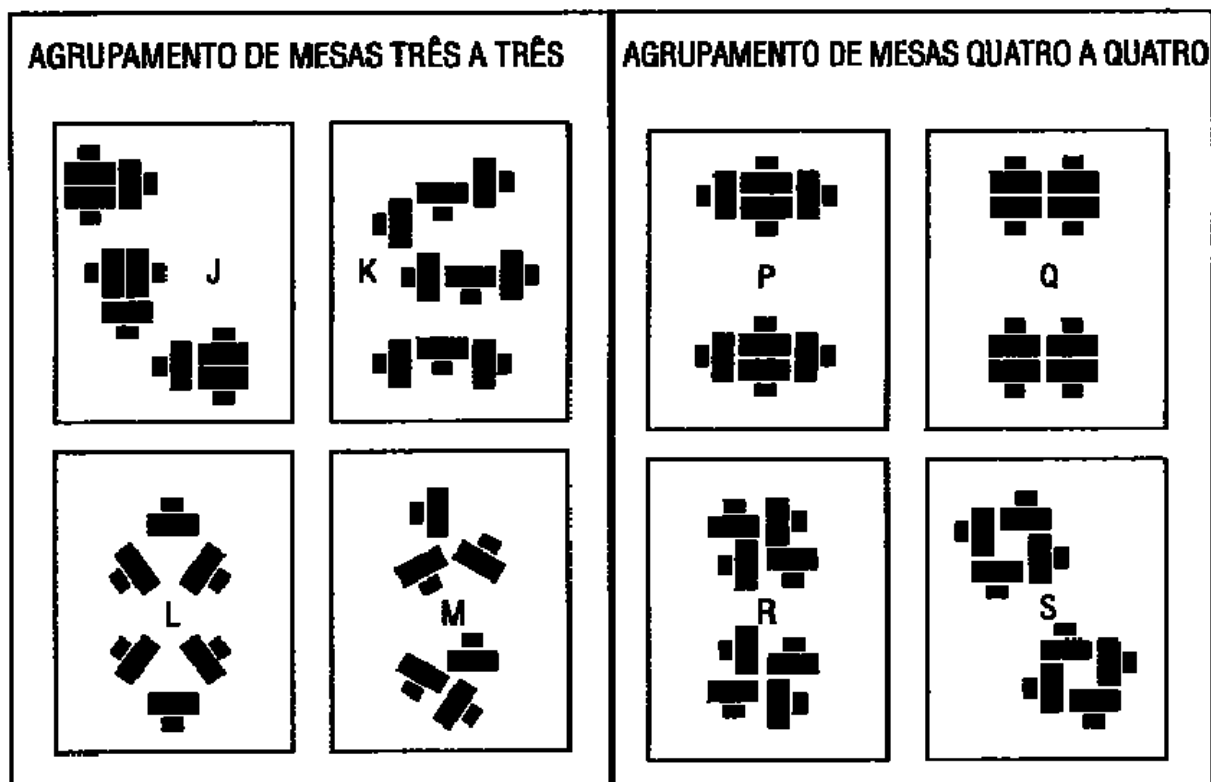 AGRUPAMENTO DE MESAS TRÊS A TRÊS
AGRUPAMENTO DE MESAS QUATRO A QUATRO
J
K
P
Q
L
M
R
S